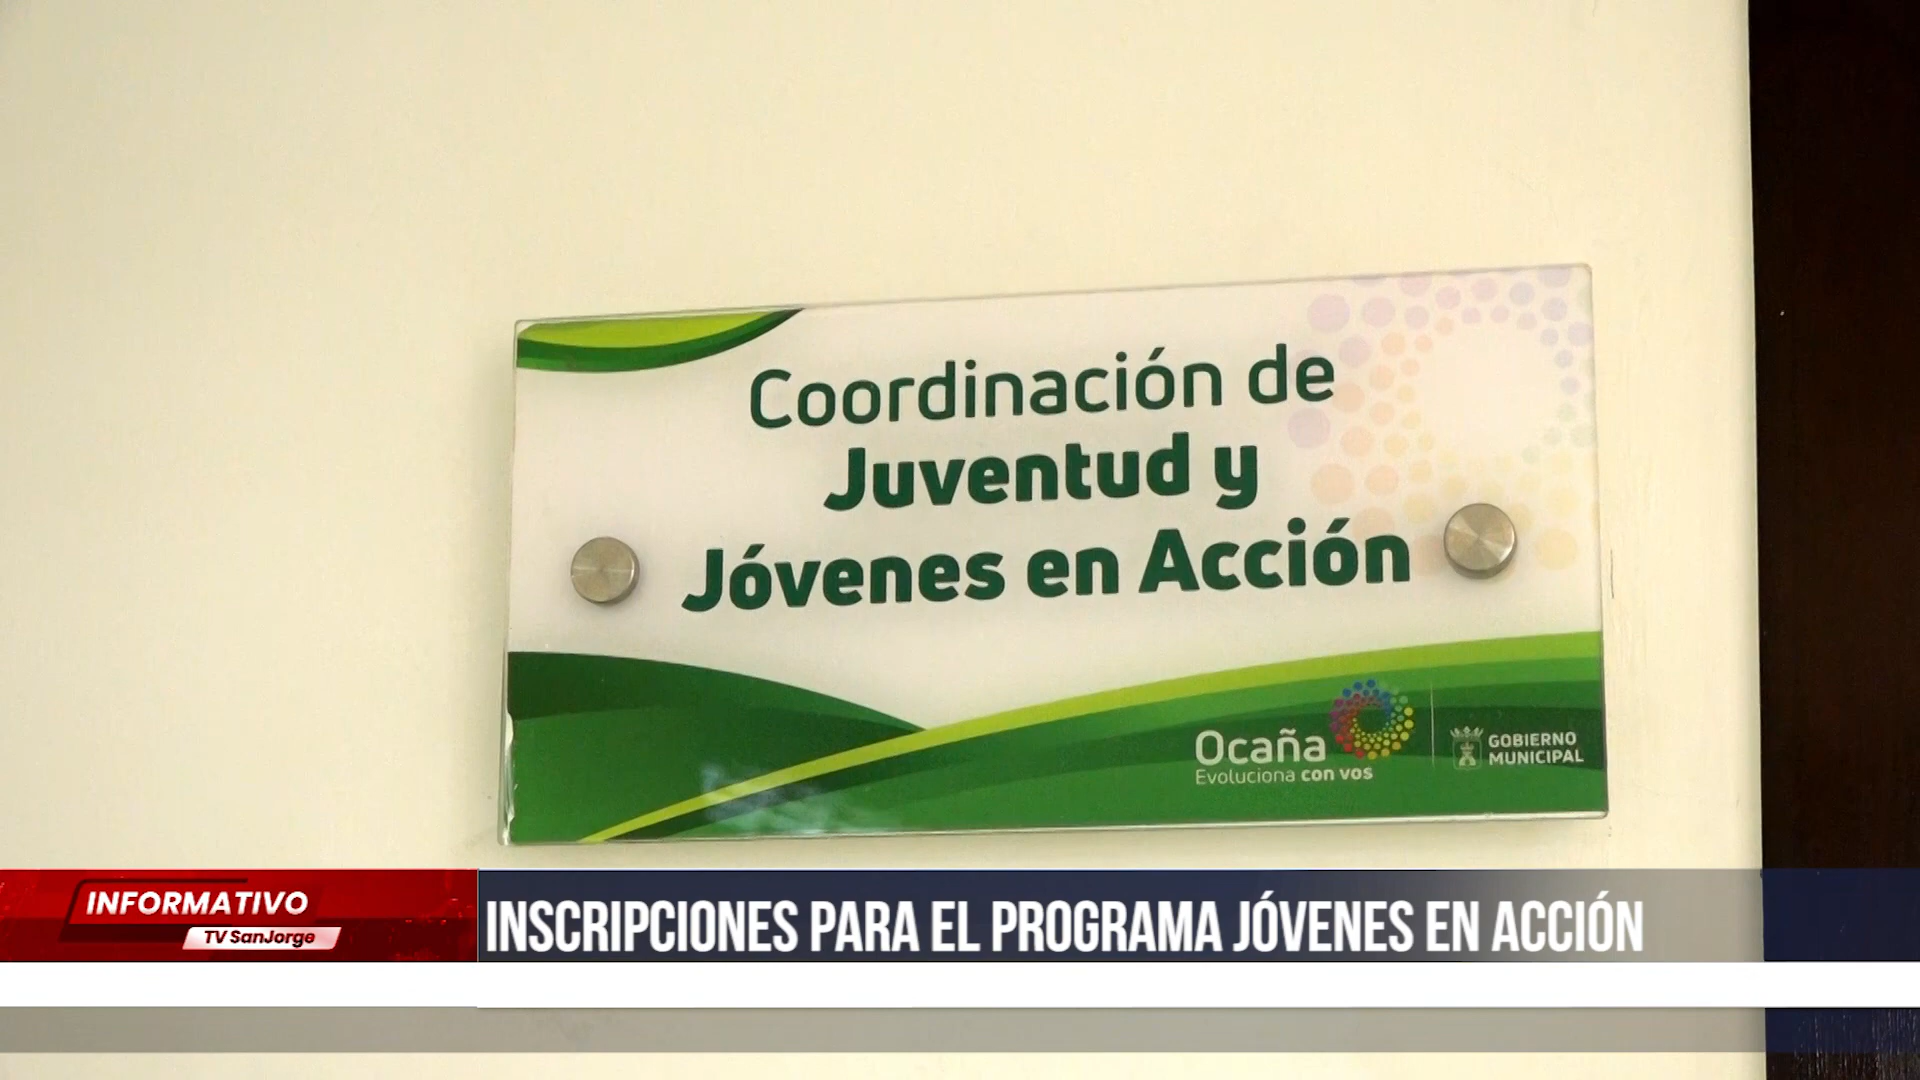 Coordinación de
Juventud y
Jóvenes en Acción
Ocaña
Evoluciona con vos
GOBIERNO
MUNICIPAL
INFORMATIVO
TV SanJorge
INSCRIPCIONES PARA EL PROGRAMA JÓVENES EN ACCIÓN